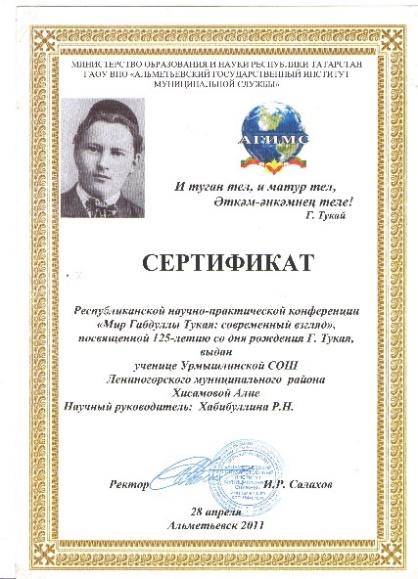 МИНИСТЕРСТВО ОБРАЗОВАНИЯ И НАУКИ РЕСПУБЛИКИ ТАТАРСТАН
ГАОУ ВПО «АЛЬМЕТЬЕВСКИЙ ГОСУДАРСТВЕННЫЙ ИНСТИТУТ
МУНИЦИПАЛЬНОЙ СЛУЖБЫ»
АГИМС
И туган тел, и матур тел,
Әткәм-әнкәмнең теле!
Г. Тукай
СЕРТИФИКАТ
Республиканской научно-практической конференции
«Мир Габдуллы Тукая: современный взгляд»,
посвященной 125-летию со дня рождения Г. Тукая,
выдан
ученице Урмышлинской СОШ
Лениногорского муниципального района
Хисамовой Алие
Научный руководитель: Хабибуллина Р.Н.
Ректор И.Р. Салахов
28 апреля
Альметьевск 2011